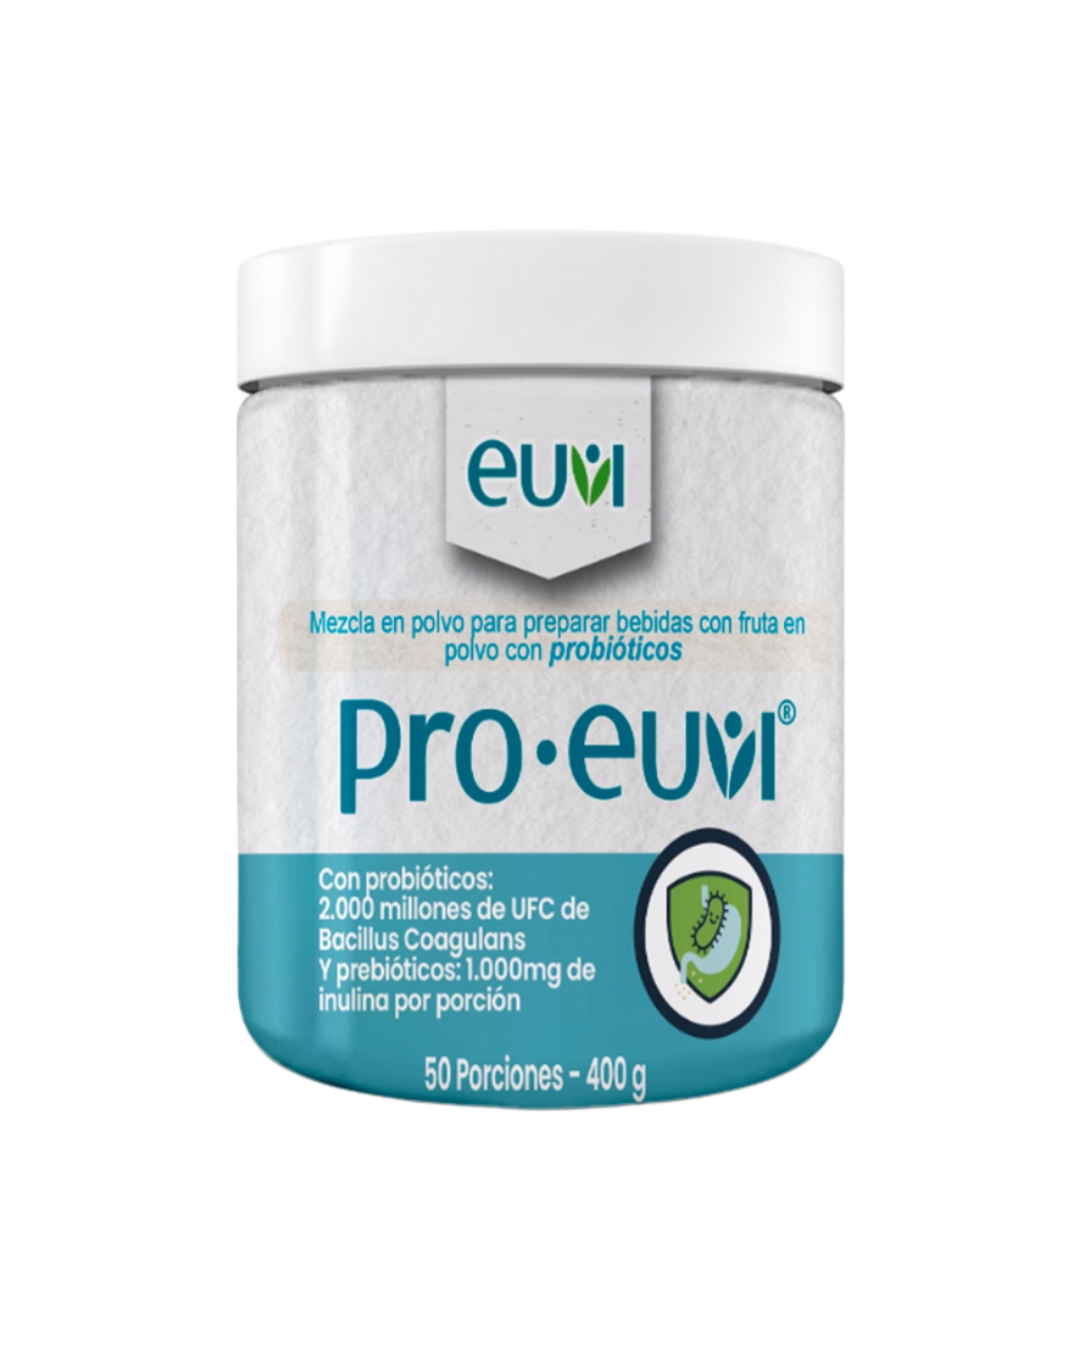 euvi
Mezcla en polvo para preparar bebidas con fruta en
polvo con probióticos
Pro·euvi®
Con probióticos:
2.000 millones de UFC de
Bacillus Coagulans
Y prebióticos: 1.000mg de
inulina por porción
50 Porciones - 400 g